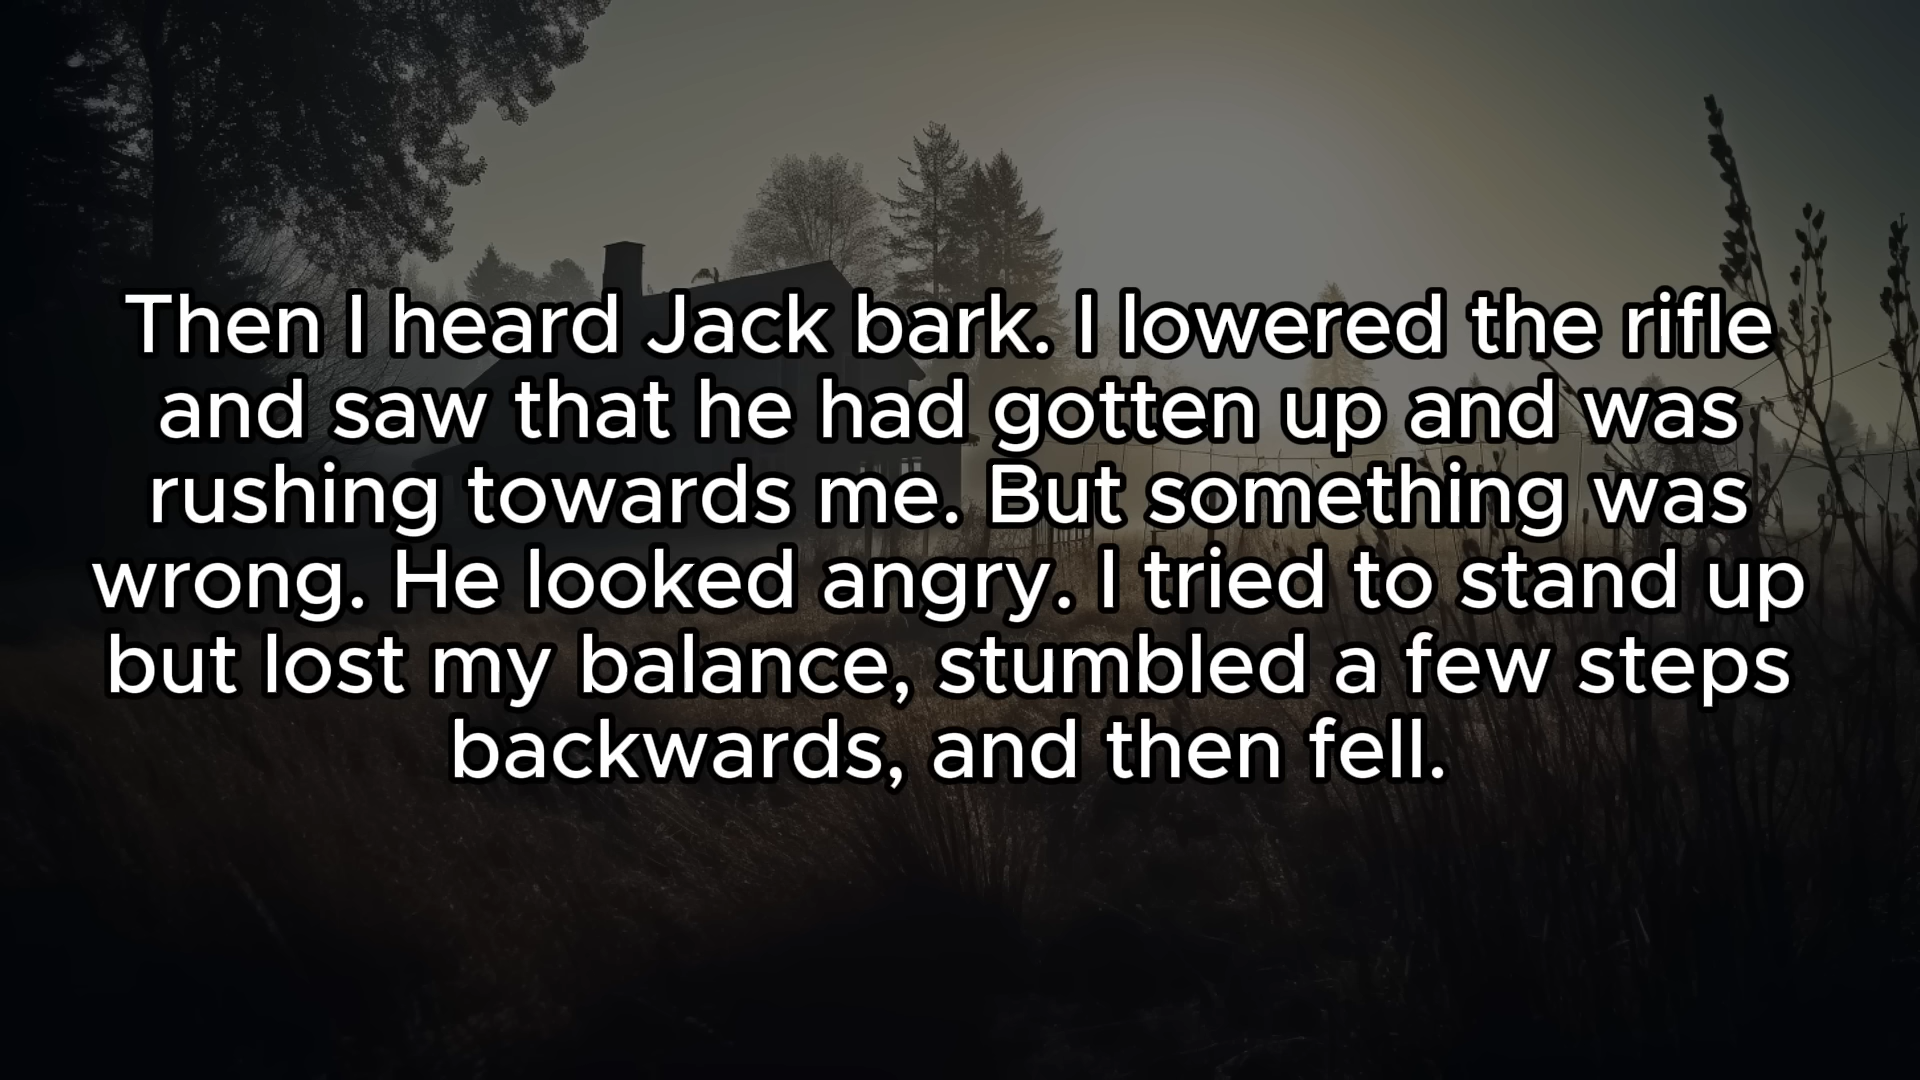 Then I heard Jack bark. I lowered the rifle
and saw that he had gotten up and was
rushing towards me. But something was
wrong. He looked angry. I tried to stand up
but lost my balance, stumbled a few steps
backwards, and then fell.